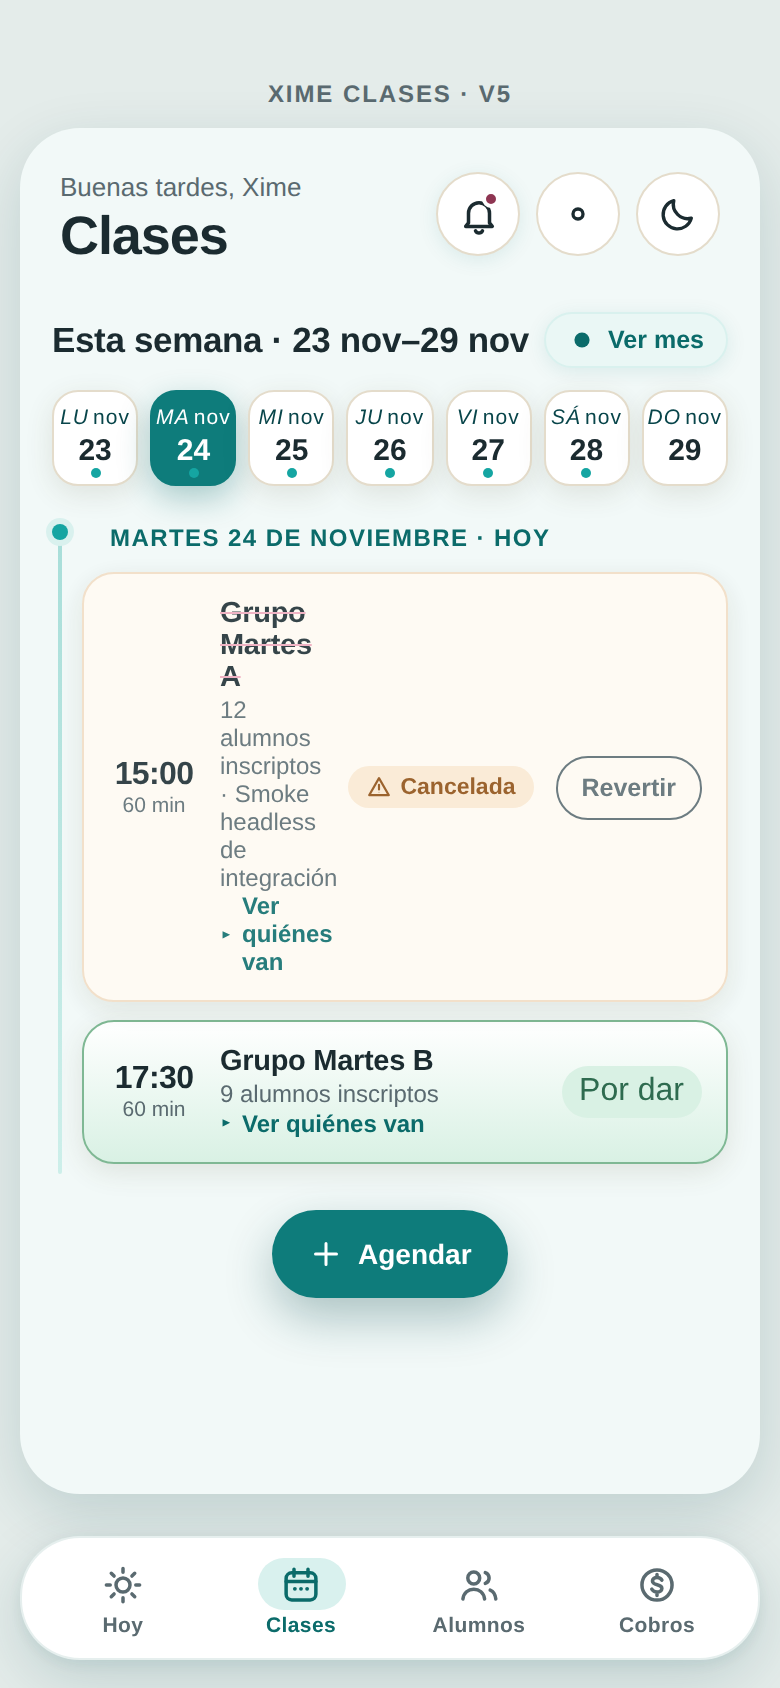 XIME CLASES · V5
Buenas tardes, Xime
Clases
Esta semana · 23 nov–29 nov
Ver mes
LU nov
23
MA nov
24
MI nov
25
JU nov
26
VI nov
27
SÁ nov
28
DO nov
29
MARTES 24 DE NOVIEMBRE · HOY
15:00
60 min
Grupo
Martes
A
12
alumnos
inscriptos
· Smoke
headless
de
integración
▸ Ver
quiénes
van
Cancelada
Revertir
17:30
60 min
Grupo Martes B
9 alumnos inscriptos
▸ Ver quiénes van
Por dar
+ Agendar
Hoy
Clases
Alumnos
Cobros